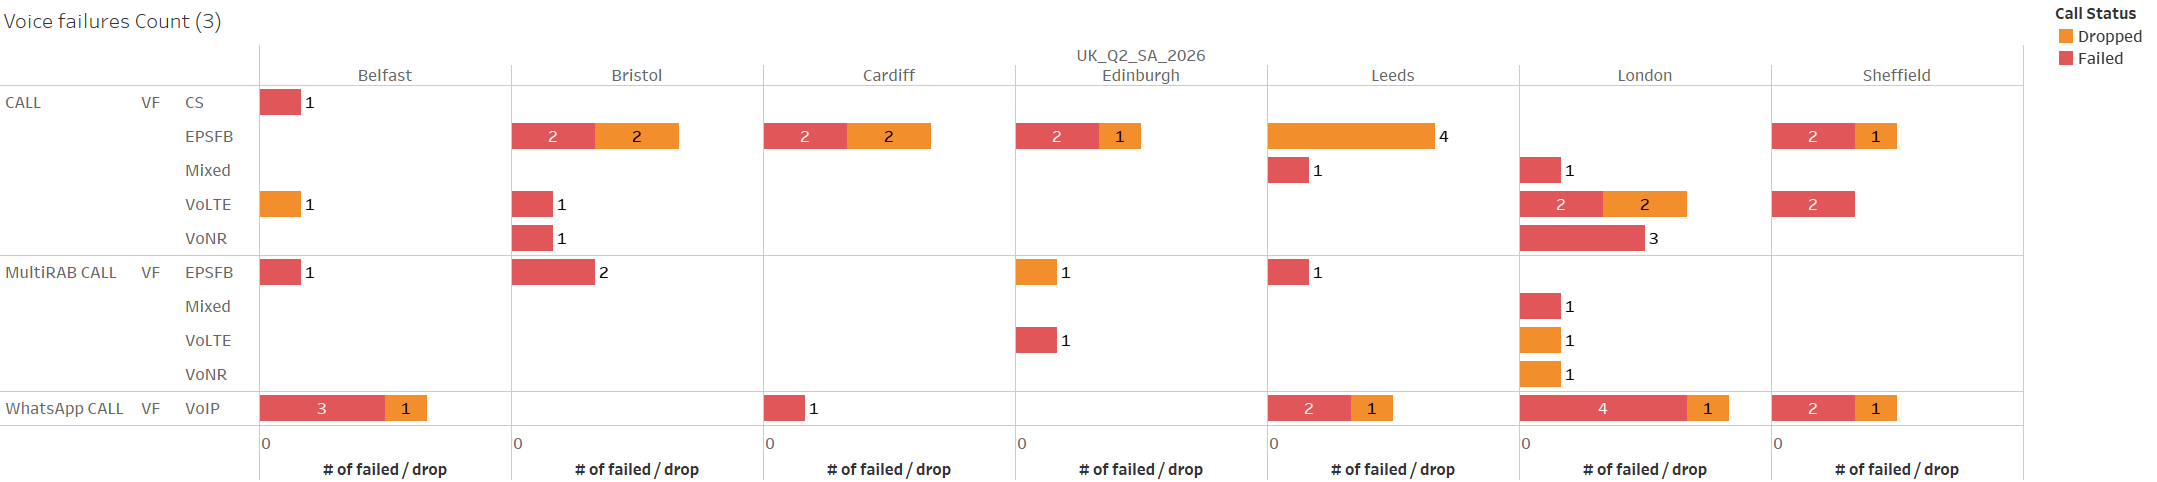 Voice failures Count (3)
Call Status
Dropped
Failed
UK_Q2_SA_2026
Belfast Bristol Cardiff Edinburgh Leeds London Sheffield
CALL VF CS 1
EPSFB 2 2 2 2 2 1 4 2 1
Mixed 1 1
VoLTE 1 1 2 2 2
VoNR 1 3
MultiRAB CALL VF EPSFB 1 2 1 1
Mixed 1
VoLTE 1 1
VoNR 1
WhatsApp CALL VF VoIP 3 1 1 2 1 4 1 2 1
0 0 0 0 0 0 0
# of failed / drop # of failed / drop # of failed / drop # of failed / drop # of failed / drop # of failed / drop # of failed / drop